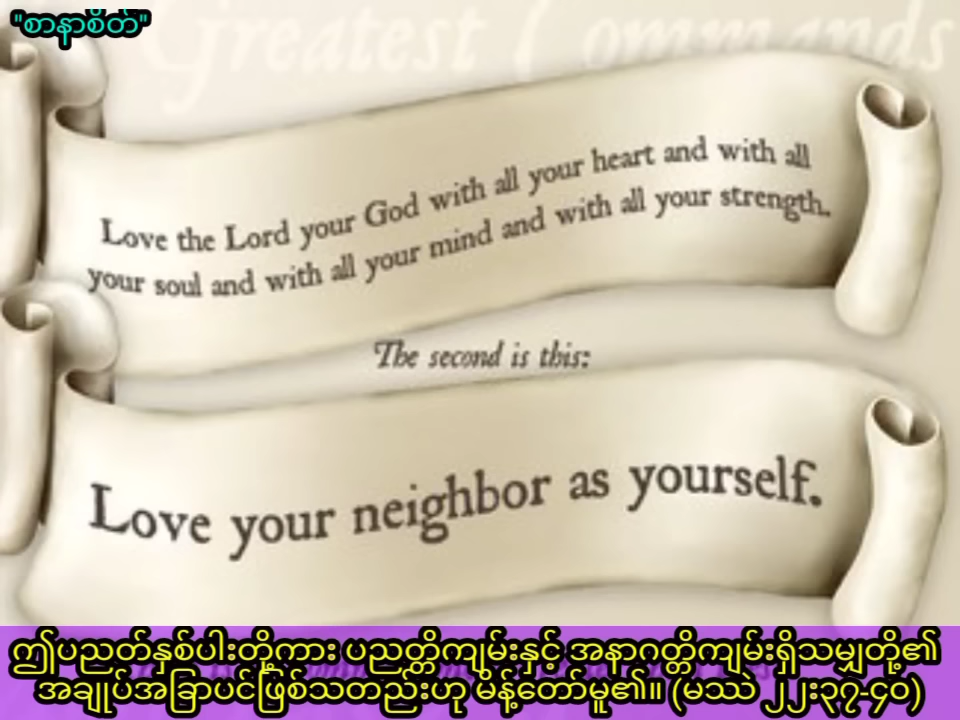 "စာနာစိတ်"
Greatest Commands
Love the Lord your God with all your heart and with all
your soul and with all your mind and with all your strength.
The second is this:
Love your neighbor as yourself.
ဤပညတ်နှစ်ပါးတို့ကား ပညတ္တိကျမ်းနှင့် အနာဂတ္တိကျမ်းရှိသမျှတို့၏
အချုပ်အခြာပင်ဖြစ်သတည်းဟု မိန့်တော်မူ၏။ (မဿဲ ၂၂း၃၇-၄၀)